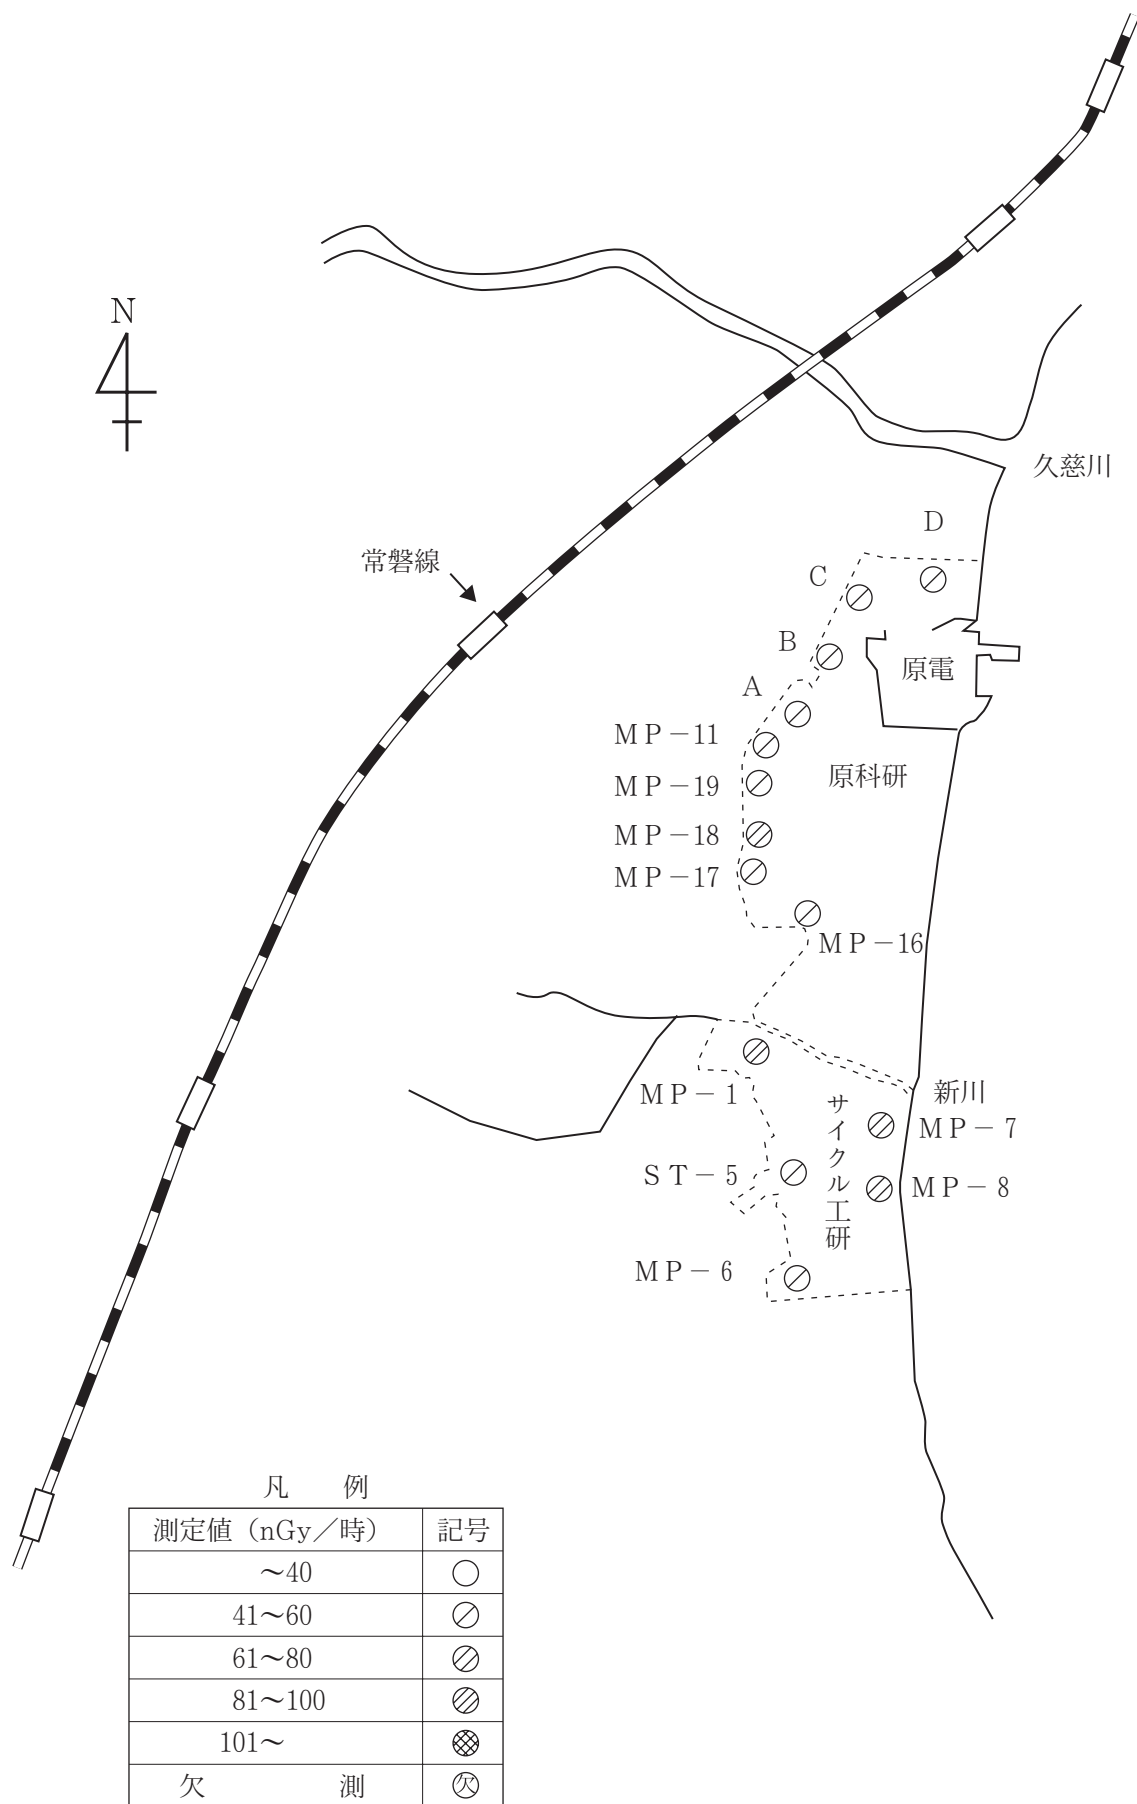 N
久慈川
D
常磐線
C
B
原電
A
ＭＰ－11
原科研
ＭＰ－19
ＭＰ－18
ＭＰ－17
ＭＰ－16
新川
ＭＰ－1
サイクル工研
ＭＰ－7
ＳＴ－5
ＭＰ－8
ＭＰ－6
凡　例
測定値（nGy／時） 記号
～40
41～60
61～80
81～100
101～
欠　測 欠